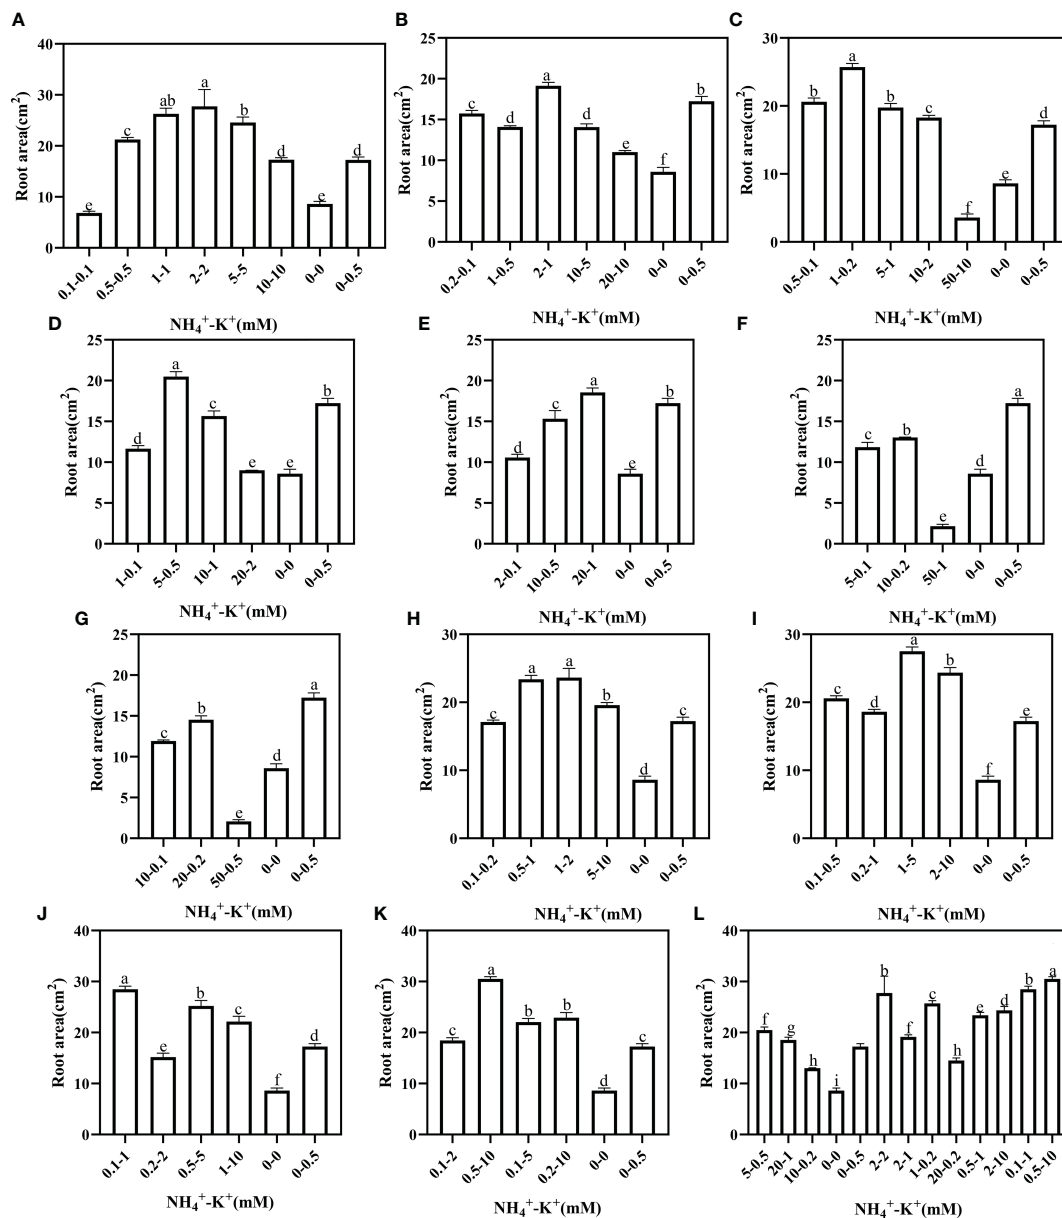 A
Root area(cm²)
40
30
20
10
0
e
c
ab
a
b
d
e
d
0.1-0.1
0.5-0.5
1-1
2-2
5-5
10-10
0-0
0-0.5
NH₄⁺-K⁺(mM)
B
Root area(cm²)
25
20
15
10
5
0
c
d
a
d
e
f
b
0.2-0.1
1-0.5
2-1
10-5
20-10
0-0
0-0.5
NH₄⁺-K⁺(mM)
C
Root area(cm²)
30
20
10
0
b
a
b
c
f
e
d
0.5-0.1
1-0.2
5-1
10-2
50-10
0-0
0-0.5
NH₄⁺-K⁺(mM)
D
Root area(cm²)
25
20
15
10
5
0
d
a
c
e
e
b
1-0.1
5-0.5
10-1
20-2
0-0
0-0.5
NH₄⁺-K⁺(mM)
E
Root area(cm²)
25
20
15
10
5
0
d
c
a
e
b
2-0.1
10-0.5
20-1
0-0
0-0.5
NH₄⁺-K⁺(mM)
F
Root area(cm²)
25
20
15
10
5
0
c
b
e
d
a
5-0.1
10-0.2
50-1
0-0
0-0.5
NH₄⁺-K⁺(mM)
G
Root area(cm²)
25
20
15
10
5
0
c
b
e
d
a
10-0.1
20-0.2
50-0.5
0-0
0-0.5
NH₄⁺-K⁺(mM)
H
Root area(cm²)
30
20
10
0
c
a
a
b
d
c
0.1-0.2
0.5-1
1-2
5-10
0-0
0-0.5
NH₄⁺-K⁺(mM)
I
Root area(cm²)
30
20
10
0
c
d
a
b
f
e
0.1-0.5
0.2-1
1-5
2-10
0-0
0-0.5
NH₄⁺-K⁺(mM)
J
Root area(cm²)
40
30
20
10
0
a
e
b
c
f
d
0.1-1
0.2-2
0.5-5
1-10
0-0
0-0.5
NH₄⁺-K⁺(mM)
K
Root area(cm²)
40
30
20
10
0
c
a
b
b
d
c
0.1-2
0.5-10
0.1-5
0.2-10
0-0
0-0.5
NH₄⁺-K⁺(mM)
L
Root area(cm²)
40
30
20
10
0
f
g
h
i
b
f
c
h
e
d
b
a
5-0.5
20-1
10-0.2
0-0
0-0.5
2-2
2-1
1-0.2
20-0.2
0.5-1
2-10
0.1-1
0.5-10
NH₄⁺-K⁺(mM)